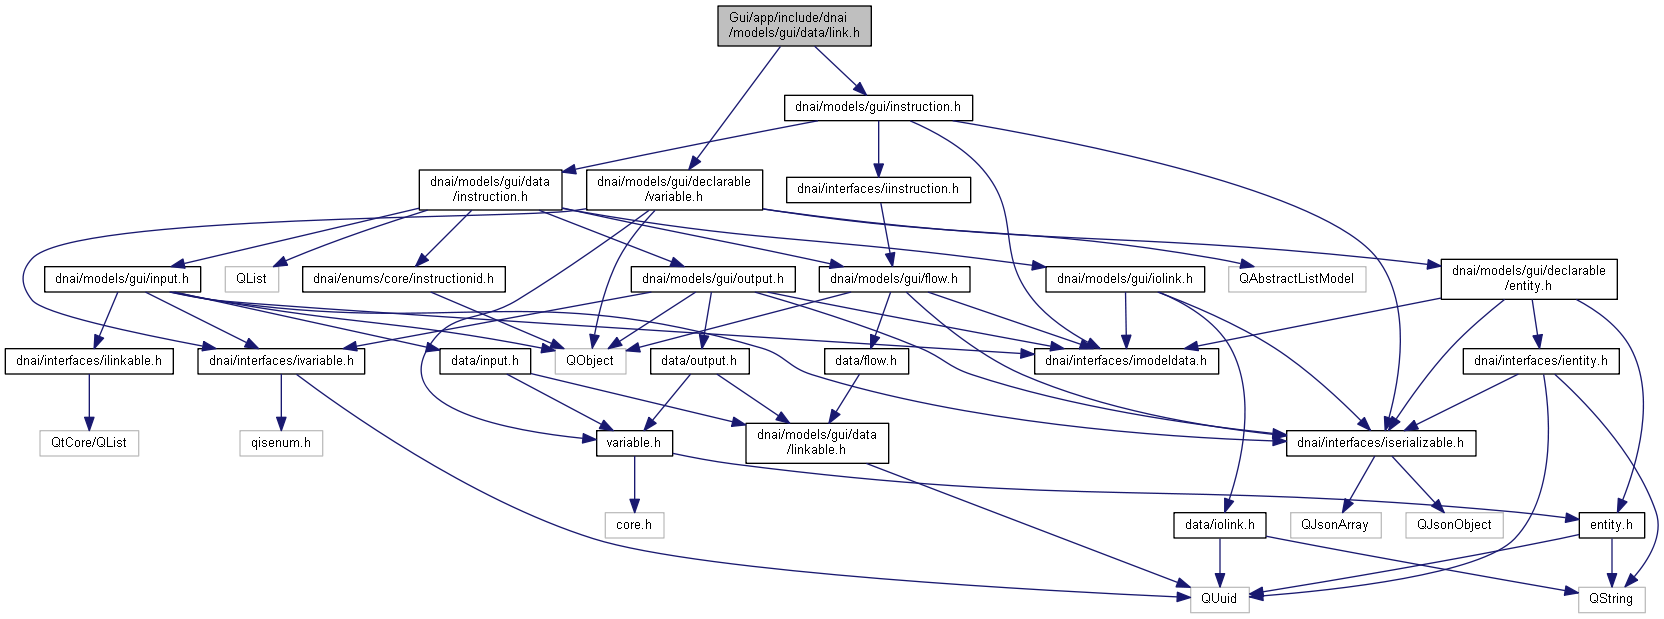 Gui/app/include/dnai
/models/gui/data/link.h
dnai/models/gui/instruction.h
dnai/models/gui/data
/instruction.h
dnai/models/gui/declarable
/variable.h
dnai/interfaces/iinstruction.h
dnai/models/gui/input.h
QList
dnai/enums/core/instructionid.h
dnai/models/gui/output.h
dnai/models/gui/flow.h
dnai/models/gui/iolink.h
QAbstractListModel
dnai/models/gui/declarable
/entity.h
dnai/interfaces/ilinkable.h
dnai/interfaces/ivariable.h
data/input.h
QObject
data/output.h
data/flow.h
dnai/interfaces/imodeldata.h
dnai/interfaces/ientity.h
QtCore/QList
qisenum.h
variable.h
dnai/models/gui/data
/linkable.h
dnai/interfaces/iserializable.h
core.h
data/iolink.h
QJsonArray
QJsonObject
entity.h
QUuid
QString